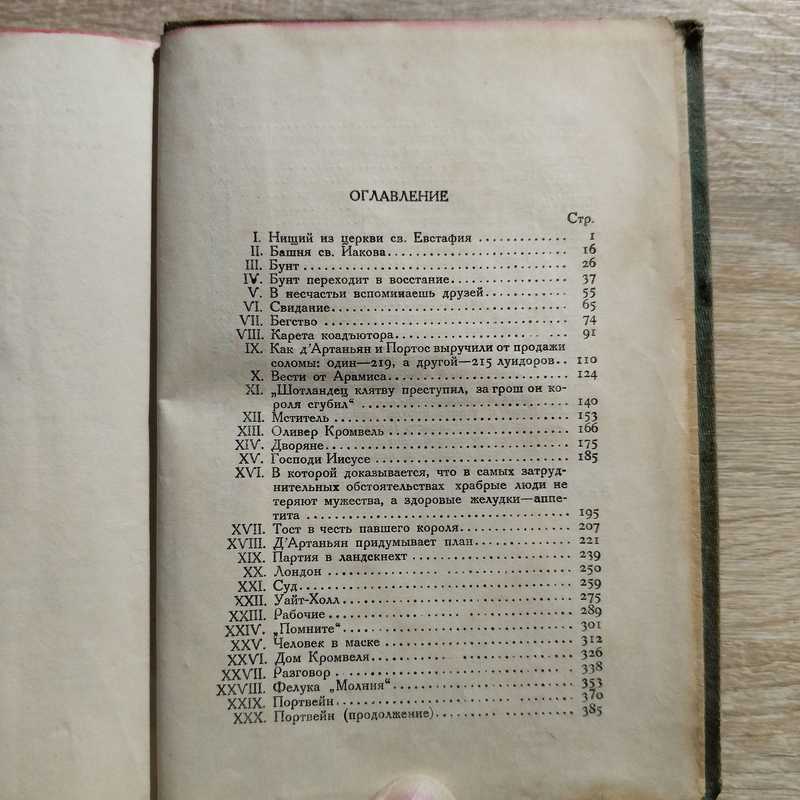 ОГЛАВЛЕНИЕ
Стр.
I. Нищий из церкви св. Евстафия ............. 1
II. Башня св. Иакова.......................... 16
III. Бунт ...................................... 26
IV. Бунт переходит в восстание................. 37
V. В несчастьи вспоминаешь друзей............ 55
VI. Свидание................................... 65
VII. Бегство .................................... 74
VIII. Карета коадъютора......................... 91
IX. Как д'Артаньян и Портос выручили от продажи
соломы: один—219, а другой—215 луидоров.. 110
X. Вести от Арамиса........................... 124
XI. „Шотландец клятву преступил, за грош он ко-
роля сгубил“ .............................. 140
XII. Мститель .................................. 153
XIII. Оливер Кромвель .......................... 166
XIV. Дворяне.................................... 175
XV. Господи Иисусе ............................ 185
XVI. В которой доказывается, что в самых затруд-
нительных обстоятельствах храбрые люди не
теряют мужества, а здоровые желудки—аппе-
тита ...................................... 195
XVII. Тост в честь павшего короля................ 207
XVIII. Д'Артаньян придумывает план.............. 221
XIX. Партия в ландскнехт ....................... 239
XX. Лондон .................................... 250
XXI. Суд........................................ 259
XXII. Уайт-Холл.................................. 275
XXIII. Рабочие.................................... 289
XXIV. „Помните“.................................. 301
XXV. Человек в маске ........................... 312
XXVI. Дом Кромвеля.............................. 326
XXVII. Разговор ................................... 338
XXVIII. Фелука „Молния“........................... 353
XXIX. Портвейн................................... 370
XXX. Портвейн (продолжение).................... 385